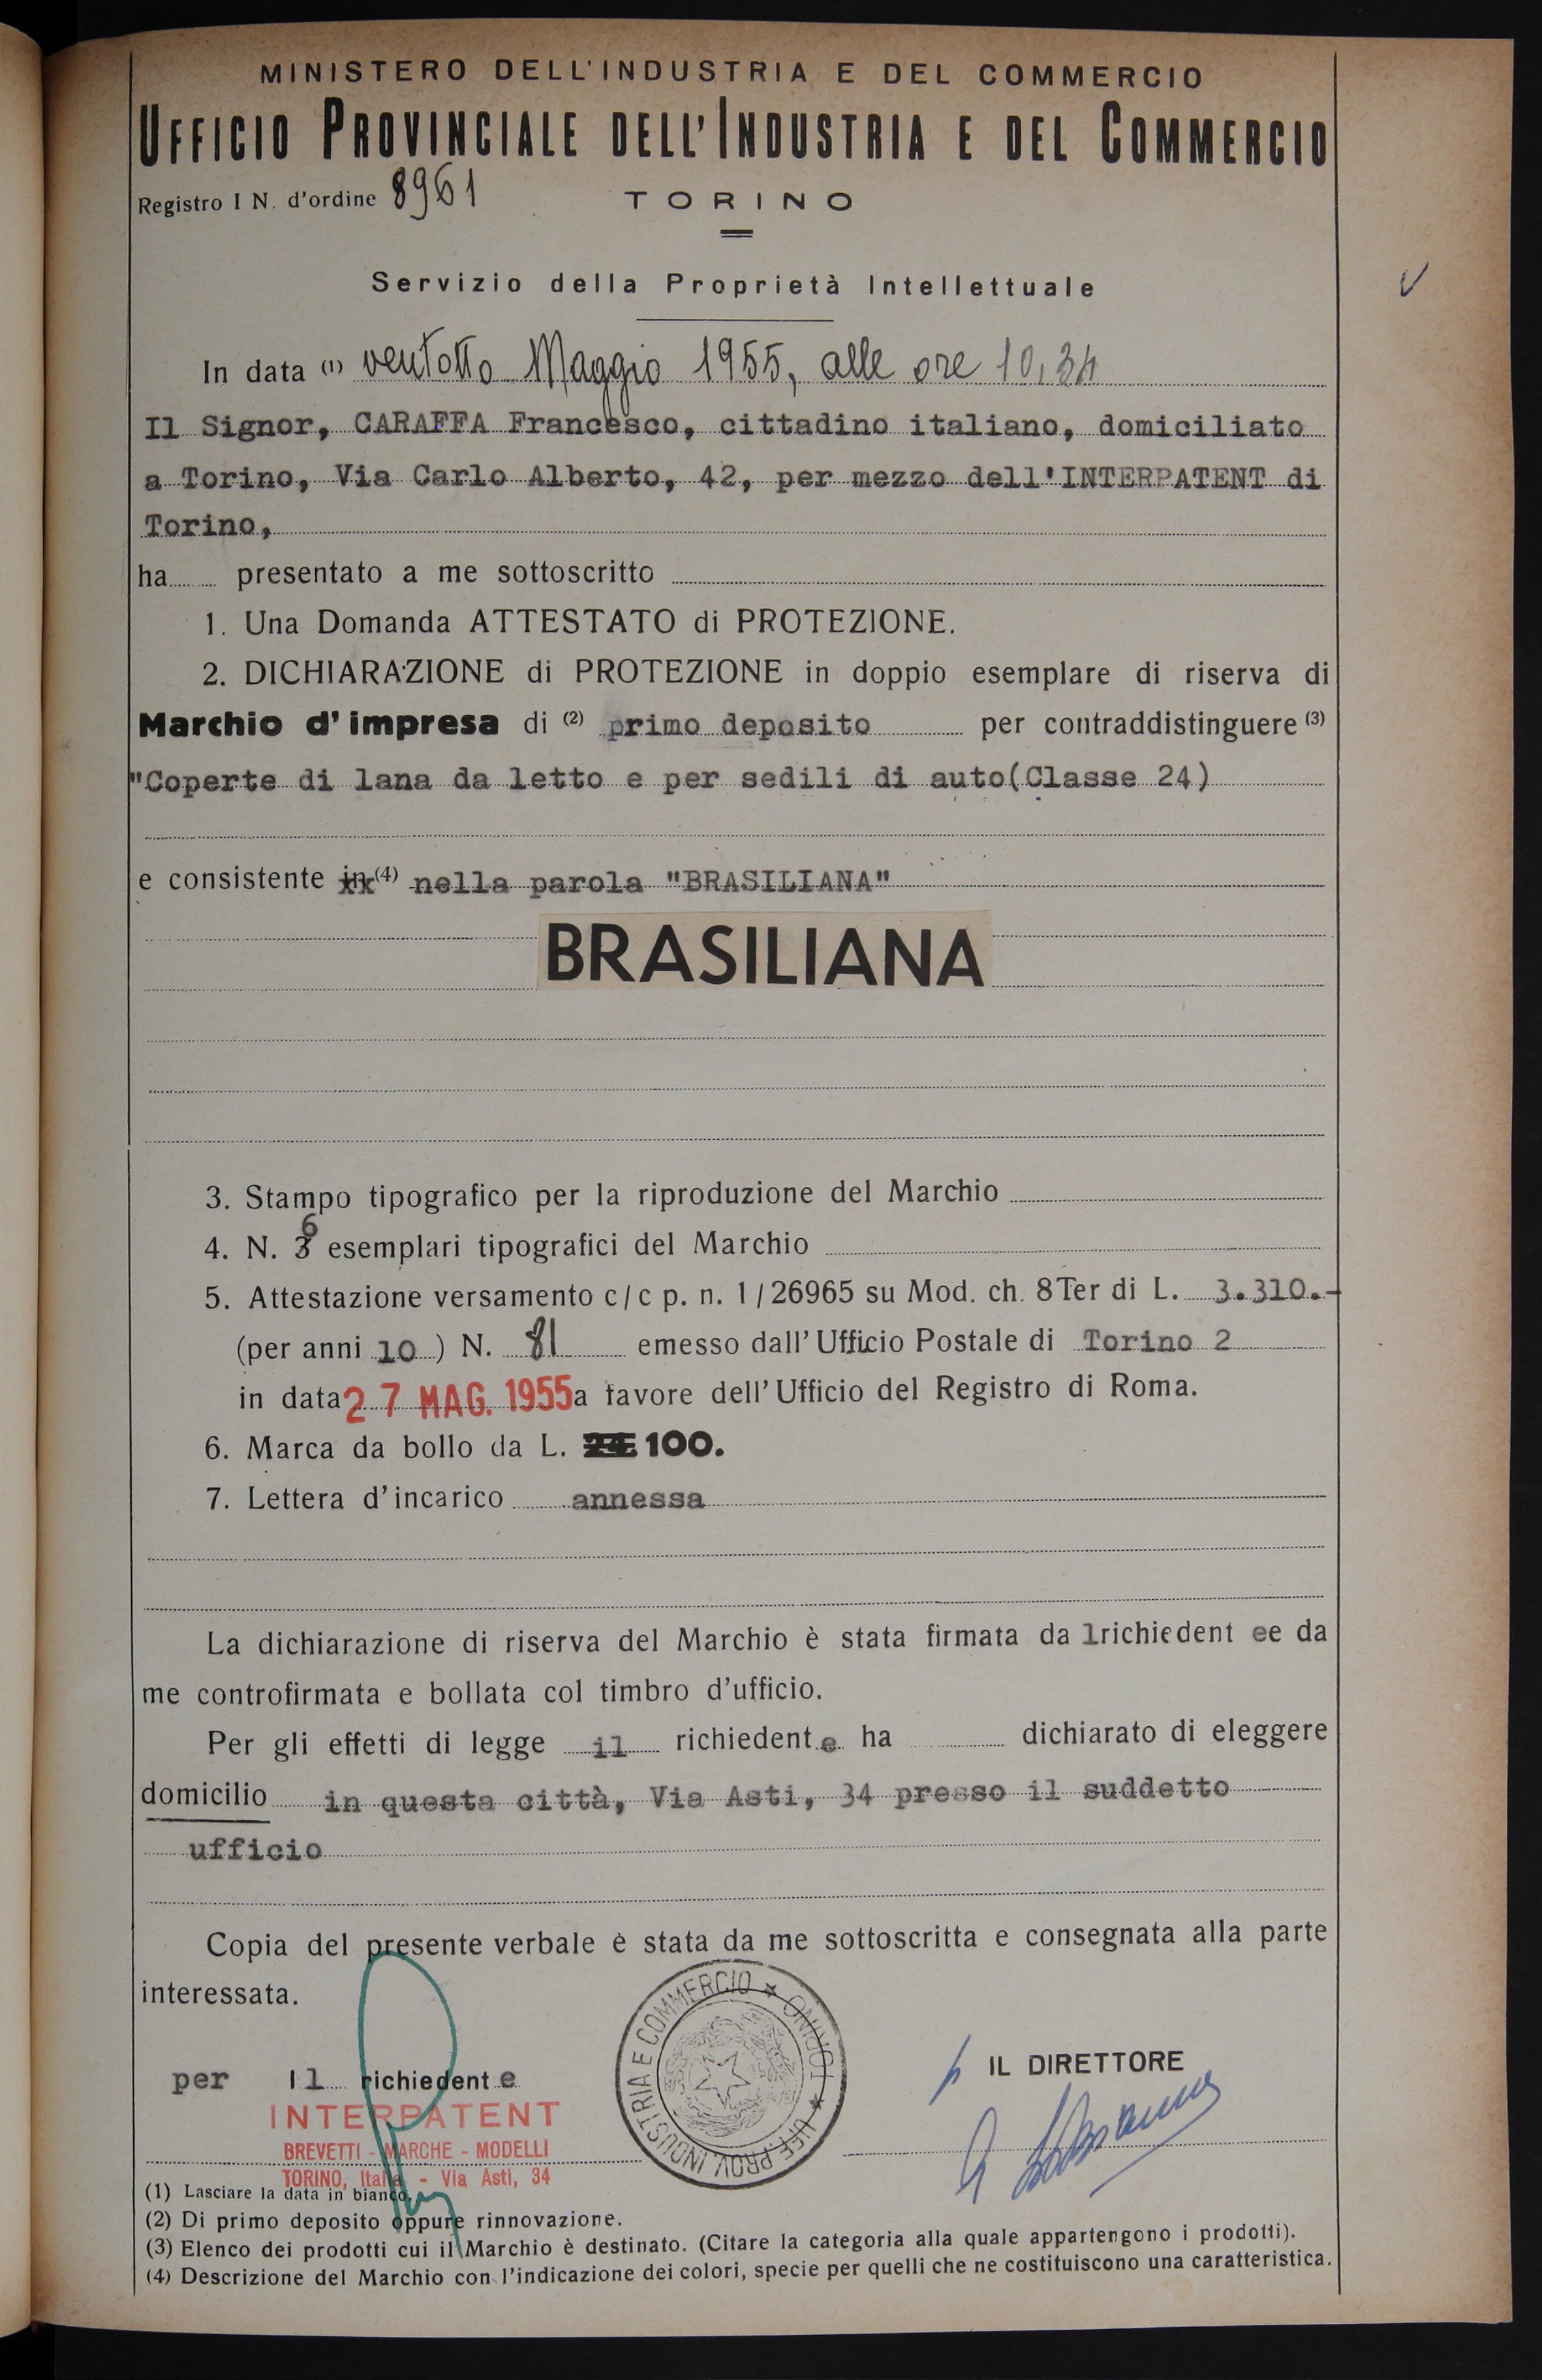 MINISTERO DELL'INDUSTRIA E DEL COMMERCIO
UFFICIO PROVINCIALE DELL'INDUSTRIA E DEL COMMERCIO
Registro I N. d'ordine 8961 TORINO
Servizio della Proprietà Intellettuale
In data (1) ventotto Maggio 1955, alle ore 10,34
Il Signor, CARAFFA Francesco, cittadino italiano, domiciliato
a Torino, Via Carlo Alberto, 42, per mezzo dell'INTERPATENT di
Torino,
ha presentato a me sottoscritto
1. Una Domanda ATTESTATO di PROTEZIONE.
2. DICHIARAZIONE di PROTEZIONE in doppio esemplare di riserva di
Marchio d'impresa di (2) primo deposito per contraddistinguere (3)
"Coperte di lana da letto e per sedili di auto(Classe 24)
e consistente in (4) nella parola "BRASILIANA"
BRASILIANA
3. Stampo tipografico per la riproduzione del Marchio
6
4. N. 3 esemplari tipografici del Marchio
5. Attestazione versamento c/c p. n. 1/26965 su Mod. ch. 8 Ter di L. 3.310.-
(per anni 10) N. 81 emesso dall'Ufficio Postale di Torino 2
in data 27 MAG. 1955 a favore dell'Ufficio del Registro di Roma.
6. Marca da bollo da L. 100.
7. Lettera d'incarico annessa
La dichiarazione di riserva del Marchio è stata firmata da lrichiedent ee da
me controfirmata e bollata col timbro d'ufficio.
Per gli effetti di legge il richiedente ha dichiarato di eleggere
domicilio in questa città, Via Asti, 34 presso il suddetto
ufficio
Copia del presente verbale è stata da me sottoscritta e consegnata alla parte
interessata.
per Il richiedente
INTERPATENT
BREVETTI - MARCHE - MODELLI
TORINO, Italia - Via Asti, 34
UFF. PROV. INDUSTRIA E COMMERCIO ★ TORINO ★
p IL DIRETTORE
(1) Lasciare la data in bianco.
(2) Di primo deposito oppure rinnovazione.
(3) Elenco dei prodotti cui il Marchio è destinato. (Citare la categoria alla quale appartengono i prodotti).
(4) Descrizione del Marchio con l'indicazione dei colori, specie per quelli che ne costituiscono una caratteristica.